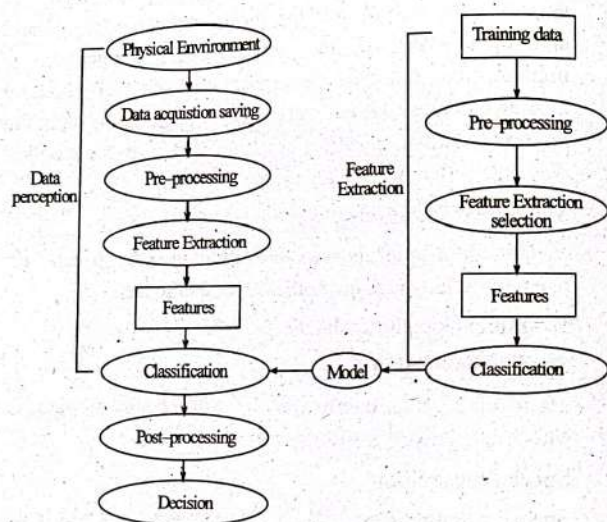 Physical Envrironment
Data acquistion saving
Pre-processing
Feature Extraction
Features
Classification
Post-processing
Decision
Data
perception
Training data
Pre-processing
Feature Extraction
selection
Features
Classification
Feature
Extraction
Model